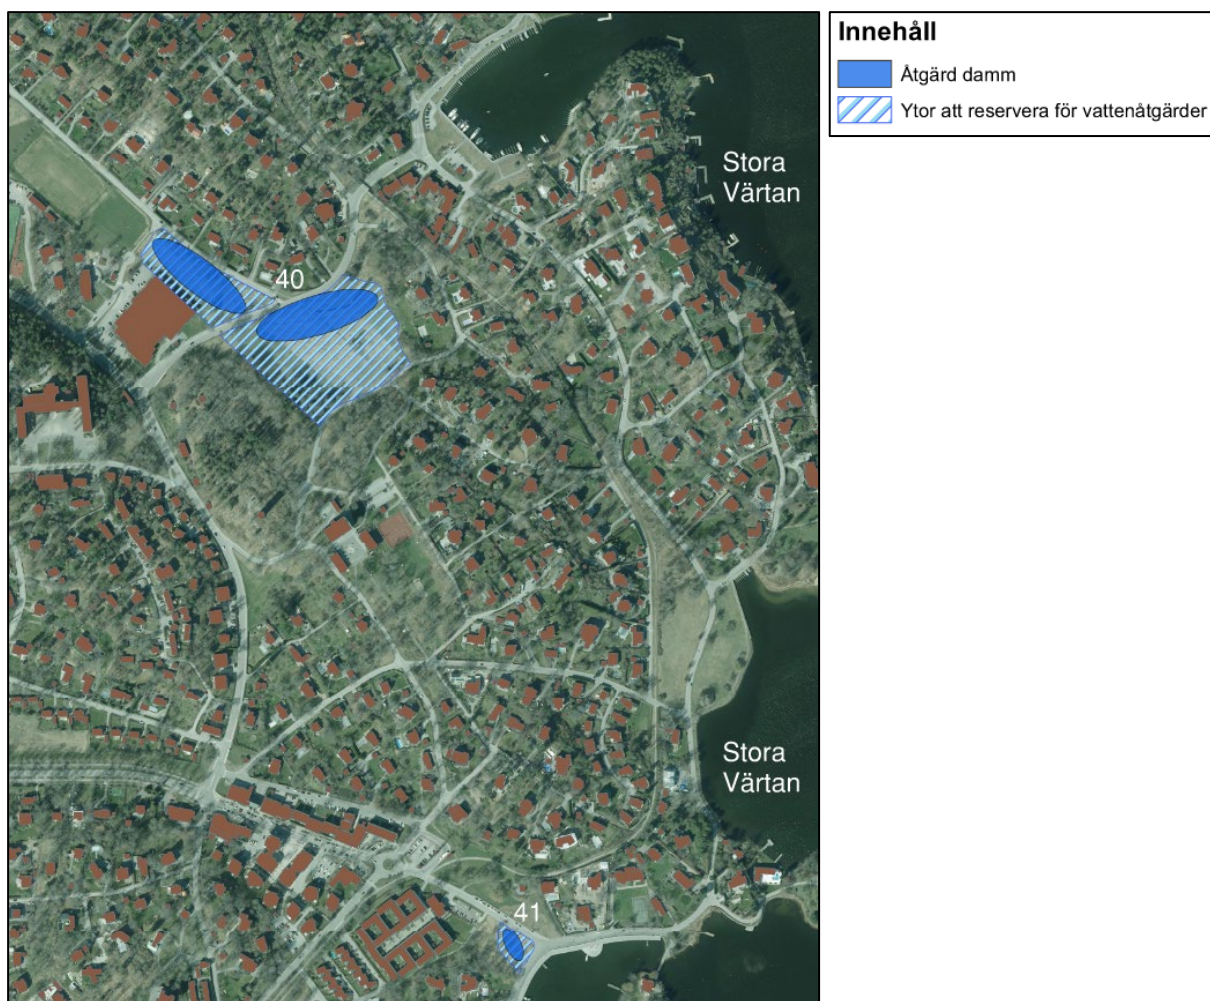 Innehåll
Åtgärd damm
Ytor att reservera för vattenåtgärder
Stora
Värtan
40
Stora
Värtan
41